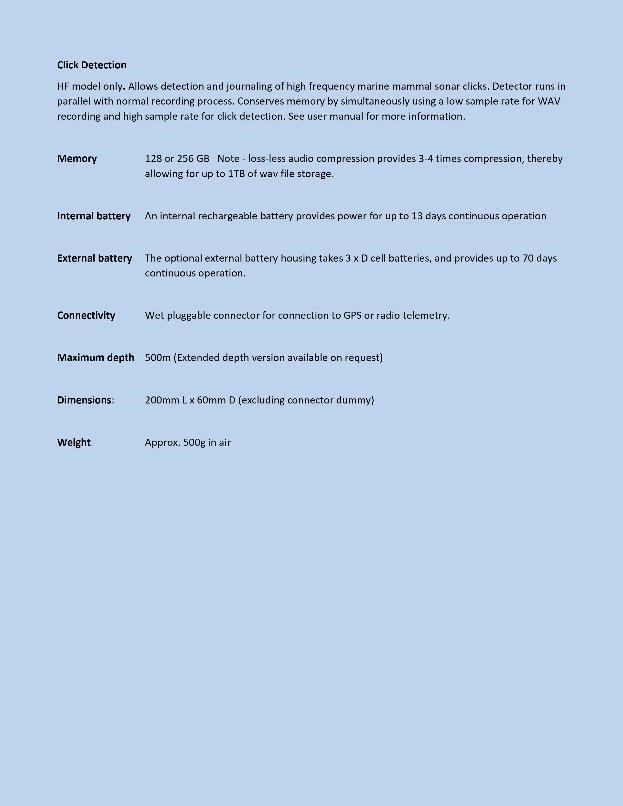 Click Detection
HF model only. Allows detection and journaling of high frequency marine mammal sonar clicks. Detector runs in
parallel with normal recording process. Conserves memory by simultaneously using a low sample rate for WAV
recording and high sample rate for click detection. See user manual for more information.
Memory 128 or 256 GB Note - loss-less audio compression provides 3-4 times compression, thereby
allowing for up to 1TB of wav file storage.
Internal battery An internal rechargeable battery provides power for up to 13 days continuous operation
External battery The optional external battery housing takes 3 x D cell batteries, and provides up to 70 days
continuous operation.
Connectivity Wet pluggable connector for connection to GPS or radio telemetry.
Maximum depth 500m (Extended depth version available on request)
Dimensions: 200mm L x 60mm D (excluding connector dummy)
Weight Approx. 500g in air